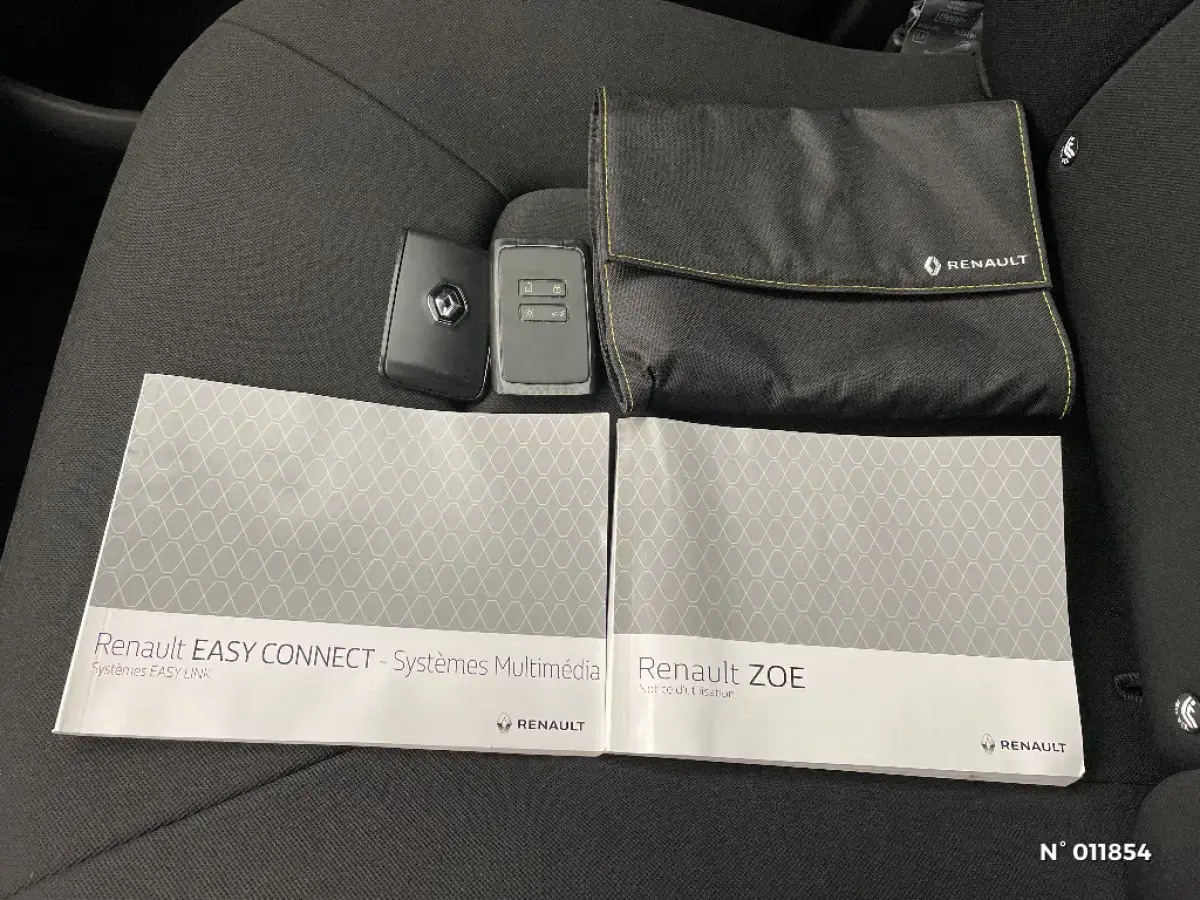 RENAULT
Renault EASY CONNECT - Systèmes Multimédia
Systèmes EASY LINK
RENAULT
Renault ZOE
Notice d'utilisation
RENAULT
N° 011854